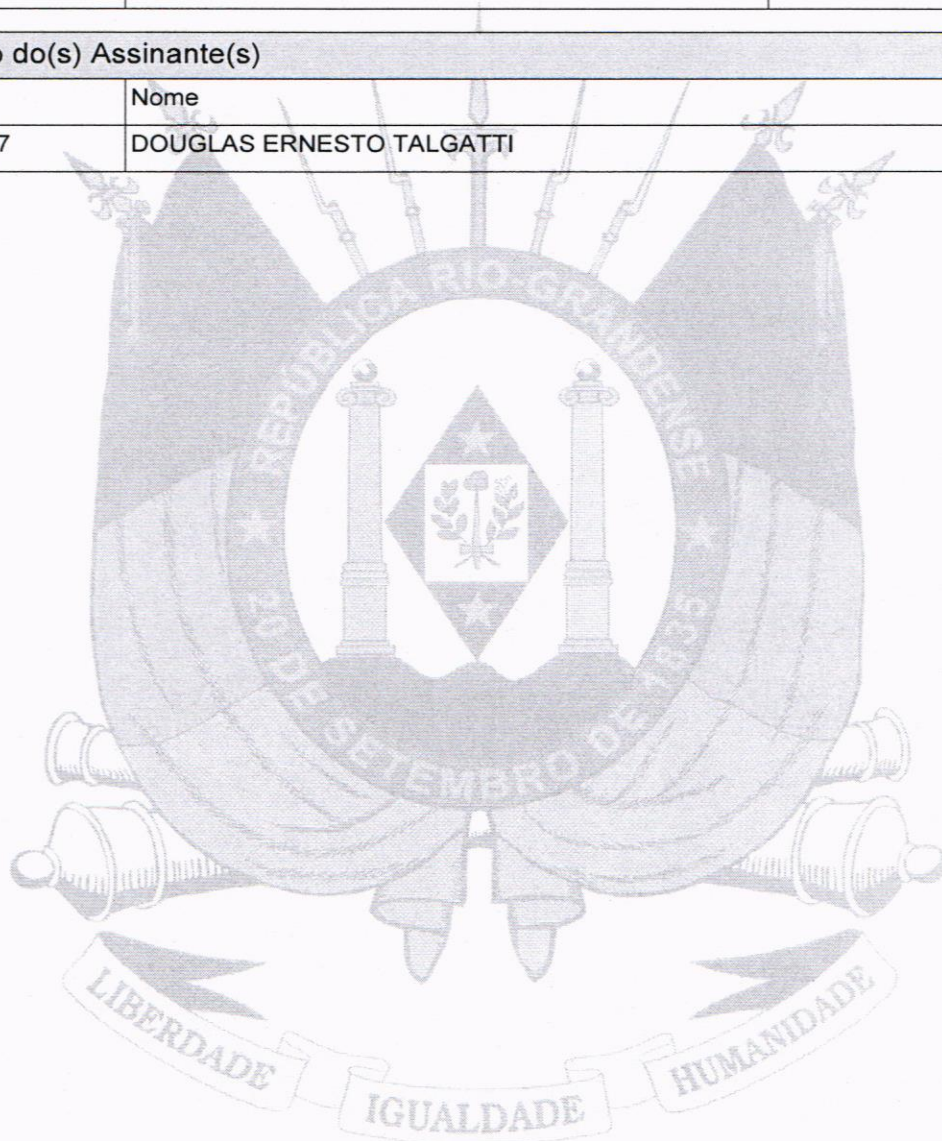 do(s) Assinante(s)
Nome
7
DOUGLAS ERNESTO TALGATTI
REPÚBLICA RIO-GRANDENSE
20 DE SETEMBRO DE 1835
LIBERDADE
IGUALDADE
HUMANIDADE